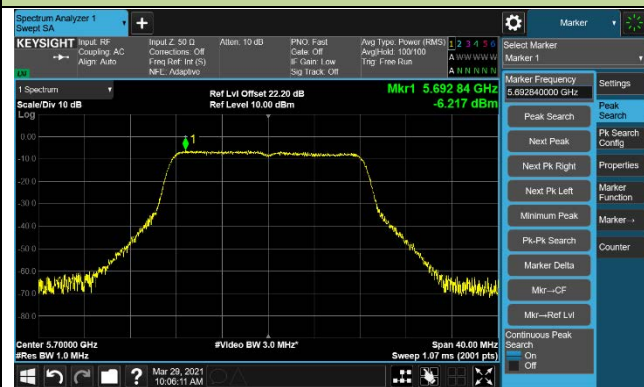 Spectrum Analyzer 1
Swept SA
Marker
KEYSIGHT
Input: RF
Coupling: AC
Align: Auto
Input Z: 50 Ω
Corrections: Off
Freq Ref: Int (S)
NFE: Adaptive
Atten: 10 dB
PNO: Fast
Gate: Off
IF Gain: Low
Sig Track: Off
Avg Type: Power (RMS)
Avg|Hold: 100/100
Trig: Free Run
1 2 3 4 5 6
A W W W W W
A N N N N N
Select Marker
Marker 1
1 Spectrum
Scale/Div 10 dB
Log
Ref Lvl Offset 22.20 dB
Ref Level 10.00 dBm
Mkr1 5.692 84 GHz
-6.217 dBm
1
0.00
-10.0
-20.0
-30.0
-40.0
-50.0
-60.0
-70.0
-80.0
Center 5.70000 GHz
#Res BW 1.0 MHz
#Video BW 3.0 MHz*
Span 40.00 MHz
Sweep 1.07 ms (2001 pts)
Marker Frequency
5.692840000 GHz
Peak Search
Next Peak
Next Pk Right
Next Pk Left
Minimum Peak
Pk-Pk Search
Marker Delta
Mkr→CF
Mkr→Ref Lvl
Continuous Peak
Search
On
Off
Settings
Peak
Search
Pk Search
Config
Properties
Marker
Function
Marker→
Counter
Mar 29, 2021
10:06:11 AM